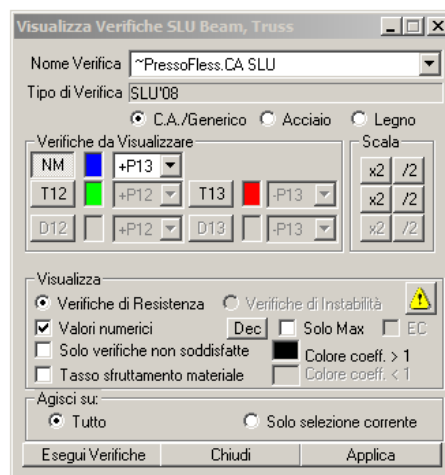 Visualizza Verifiche SLU Beam, Truss
Nome Verifica ~PressoFless.CA SLU
Tipo di Verifica SLU'08
C.A./Generico Acciaio Legno
Verifiche da Visualizzare Scala
NM +P13 x2 /2
T12 +P12 T13 -P13 x2 /2
D12 +P12 D13 -P13 x2 /2
Visualizza
Verifiche di Resistenza Verifiche di Instabilità
Valori numerici Dec Solo Max EC
Solo verifiche non soddisfatte Colore coeff. > 1
Tasso sfruttamento materiale Colore coeff. < 1
Agisci su:
Tutto Solo selezione corrente
Esegui Verifiche Chiudi Applica